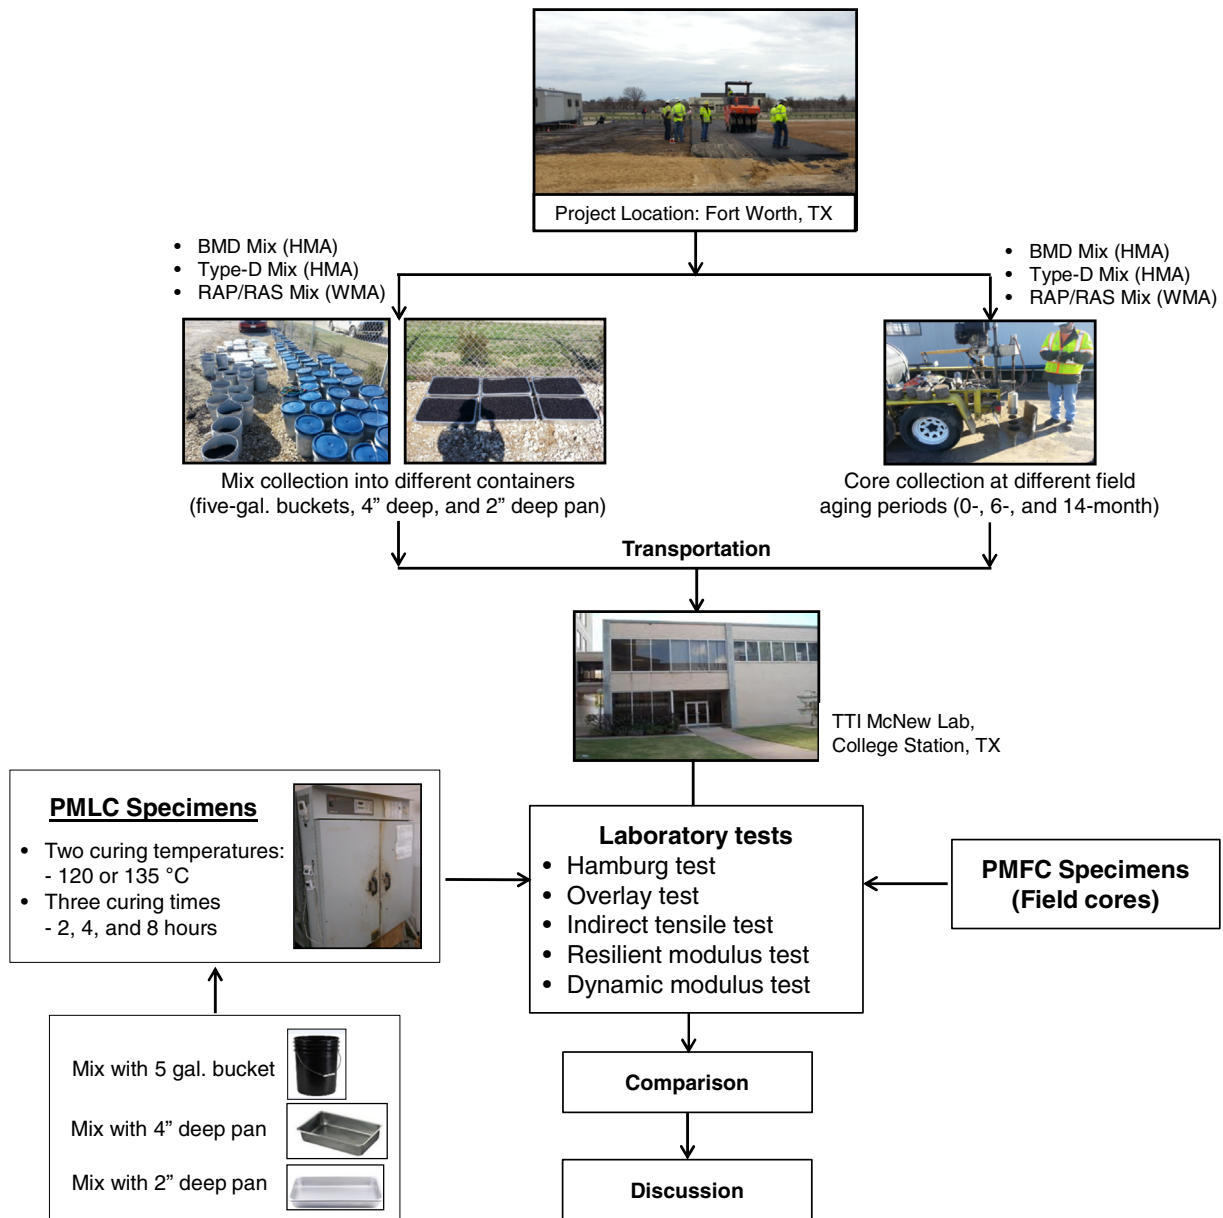 Project Location: Fort Worth, TX
• BMD Mix (HMA)
• Type-D Mix (HMA)
• RAP/RAS Mix (WMA)
• BMD Mix (HMA)
• Type-D Mix (HMA)
• RAP/RAS Mix (WMA)
Mix collection into different containers
(five-gal. buckets, 4” deep, and 2” deep pan)
Core collection at different field
aging periods (0-, 6-, and 14-month)
Transportation
TTI McNew Lab,
College Station, TX
PMLC Specimens
• Two curing temperatures:
- 120 or 135 °C
• Three curing times
- 2, 4, and 8 hours
Laboratory tests
• Hamburg test
• Overlay test
• Indirect tensile test
• Resilient modulus test
• Dynamic modulus test
PMFC Specimens
(Field cores)
Mix with 5 gal. bucket
Mix with 4” deep pan
Mix with 2” deep pan
Comparison
Discussion